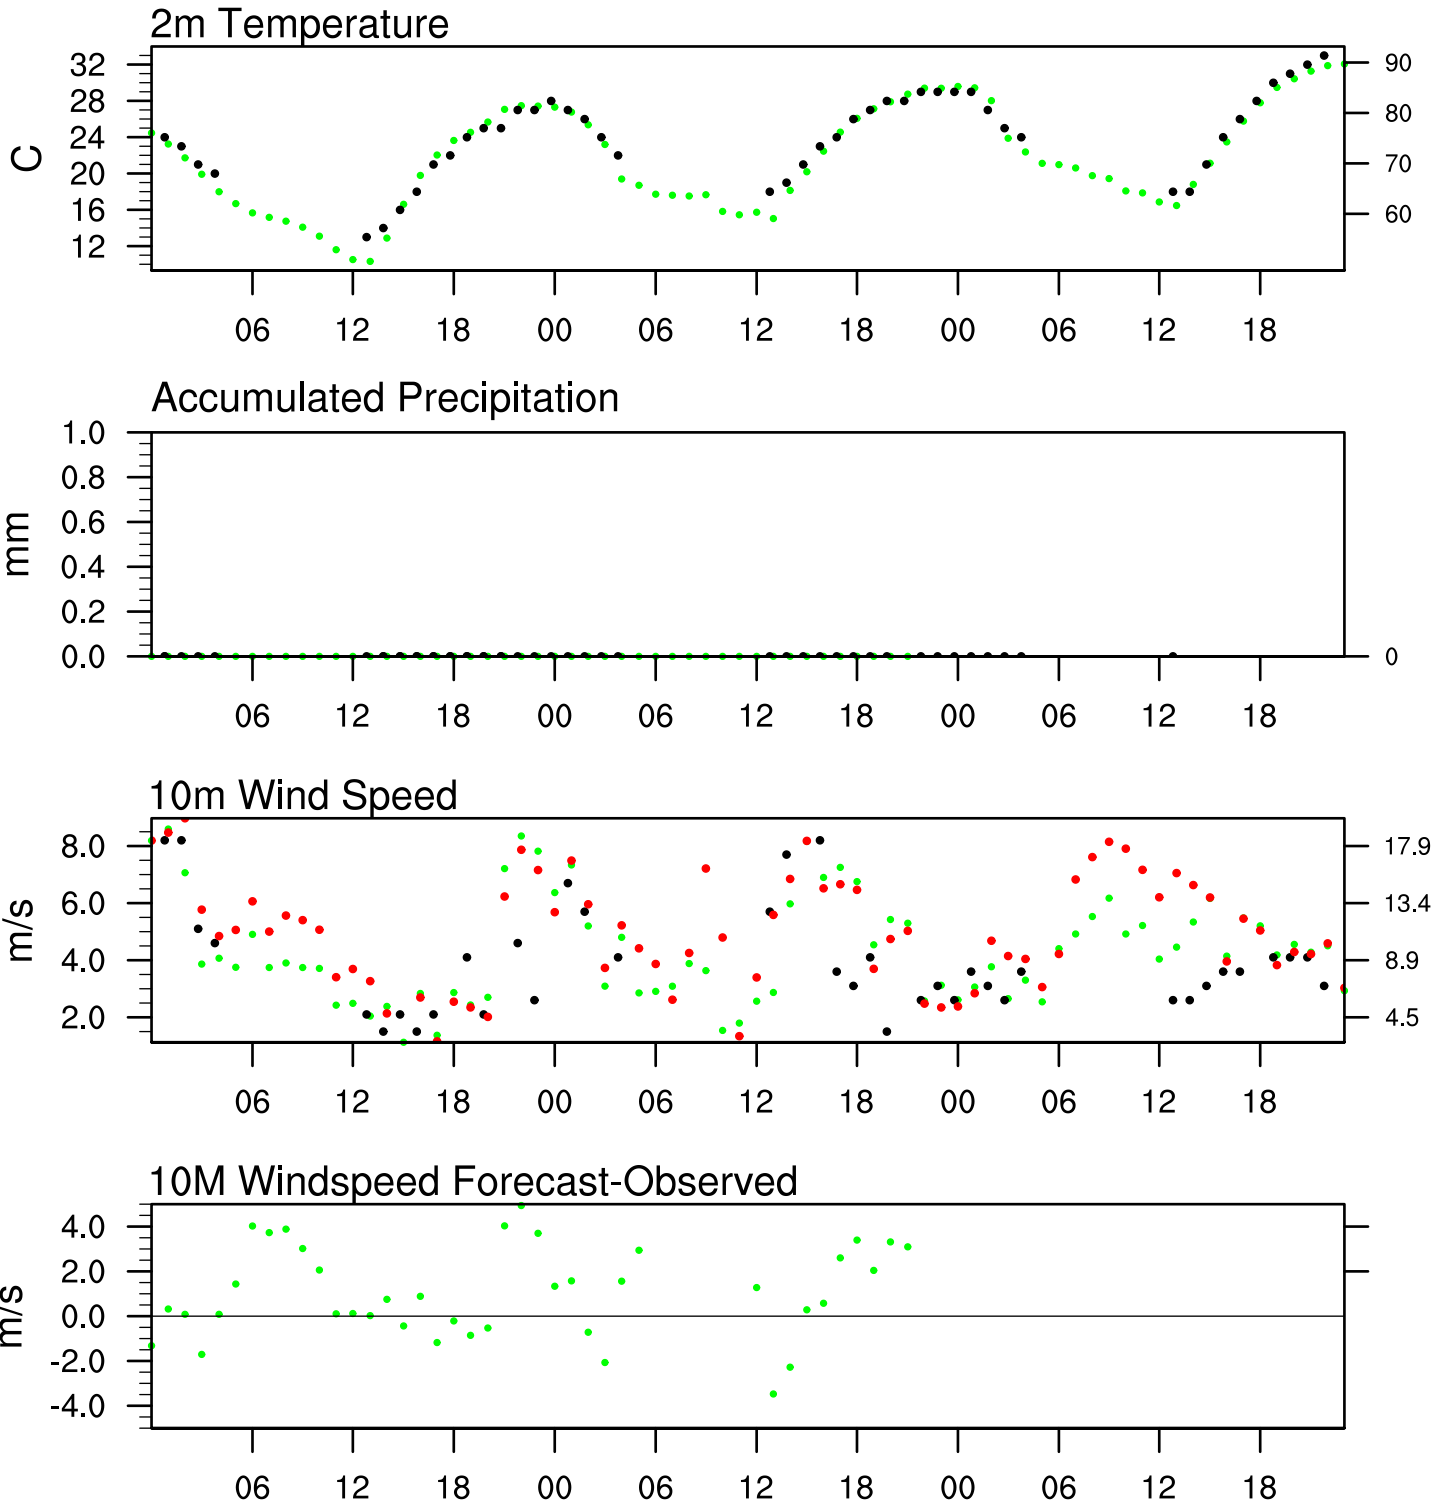 2m Temperature
32
28
24
20
16
12
C
90
80
70
60
06 12 18 00 06 12 18 00 06 12 18
Accumulated Precipitation
1.0
0.8
0.6
0.4
0.2
0.0
mm
0
06 12 18 00 06 12 18 00 06 12 18
10m Wind Speed
8.0
6.0
4.0
2.0
m/s
17.9
13.4
8.9
4.5
06 12 18 00 06 12 18 00 06 12 18
10M Windspeed Forecast-Observed
4.0
2.0
0.0
-2.0
-4.0
m/s
06 12 18 00 06 12 18 00 06 12 18